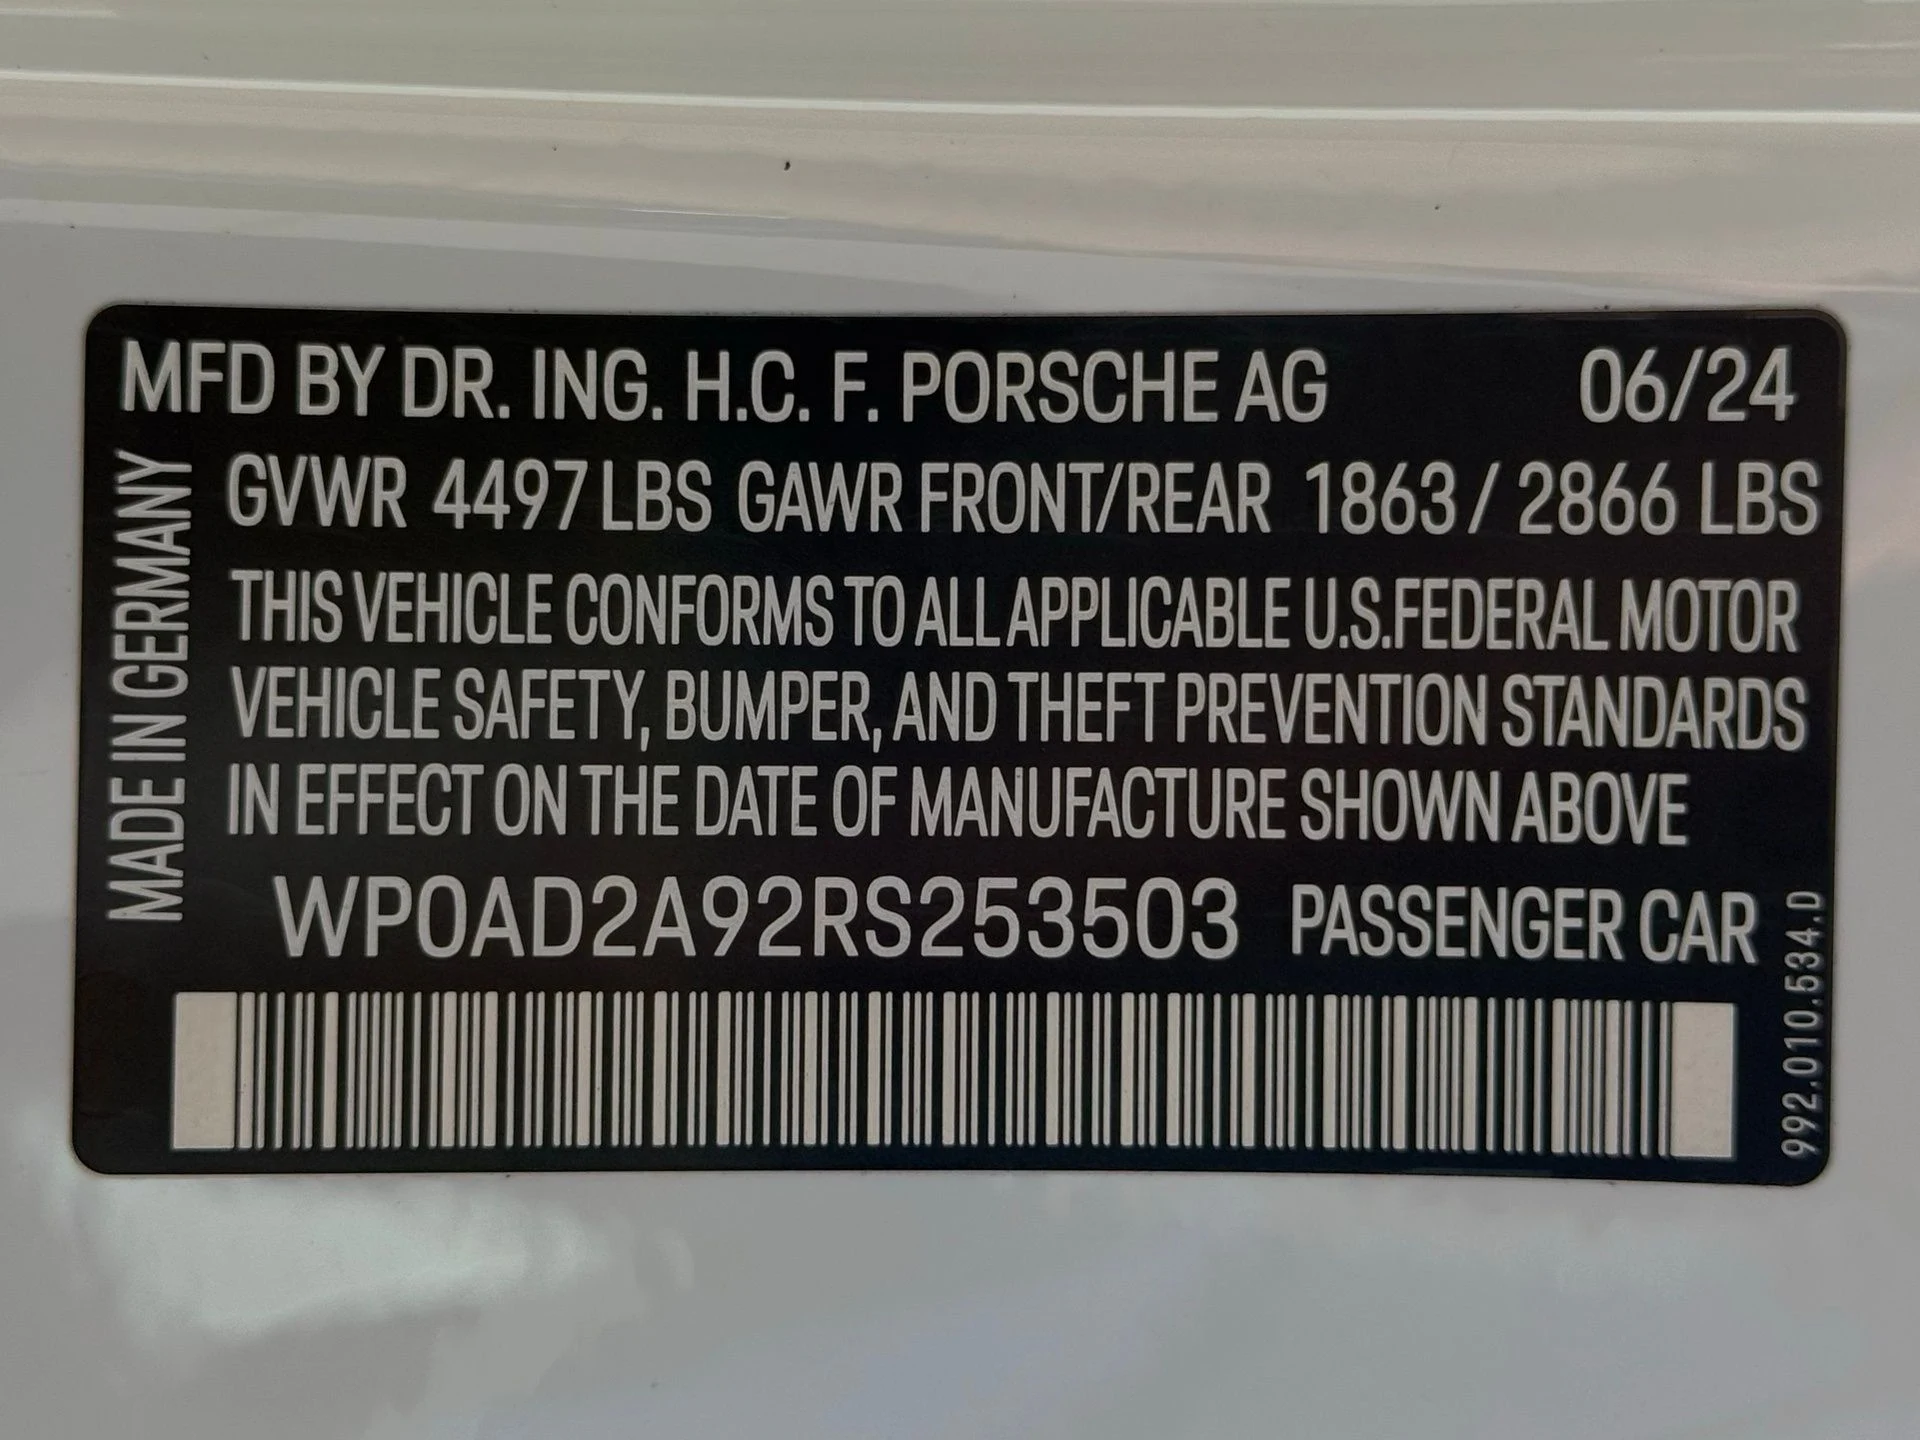 MFD BY DR. ING. H.C. F. PORSCHE AG 06/24
GVWR 4497 LBS GAWR FRONT/REAR 1863 / 2866 LBS
THIS VEHICLE CONFORMS TO ALL APPLICABLE U.S.FEDERAL MOTOR
VEHICLE SAFETY, BUMPER, AND THEFT PREVENTION STANDARDS
IN EFFECT ON THE DATE OF MANUFACTURE SHOWN ABOVE
WP0AD2A92RS253503 PASSENGER CAR
MADE IN GERMANY
992.010.534.D